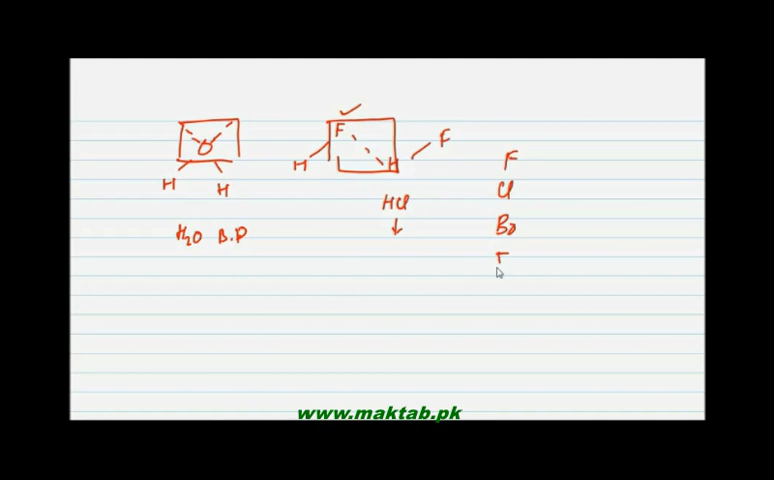 F
H O H F
H H
F
Cl
HCl
H2O B.P
Br
www.maktab.pk